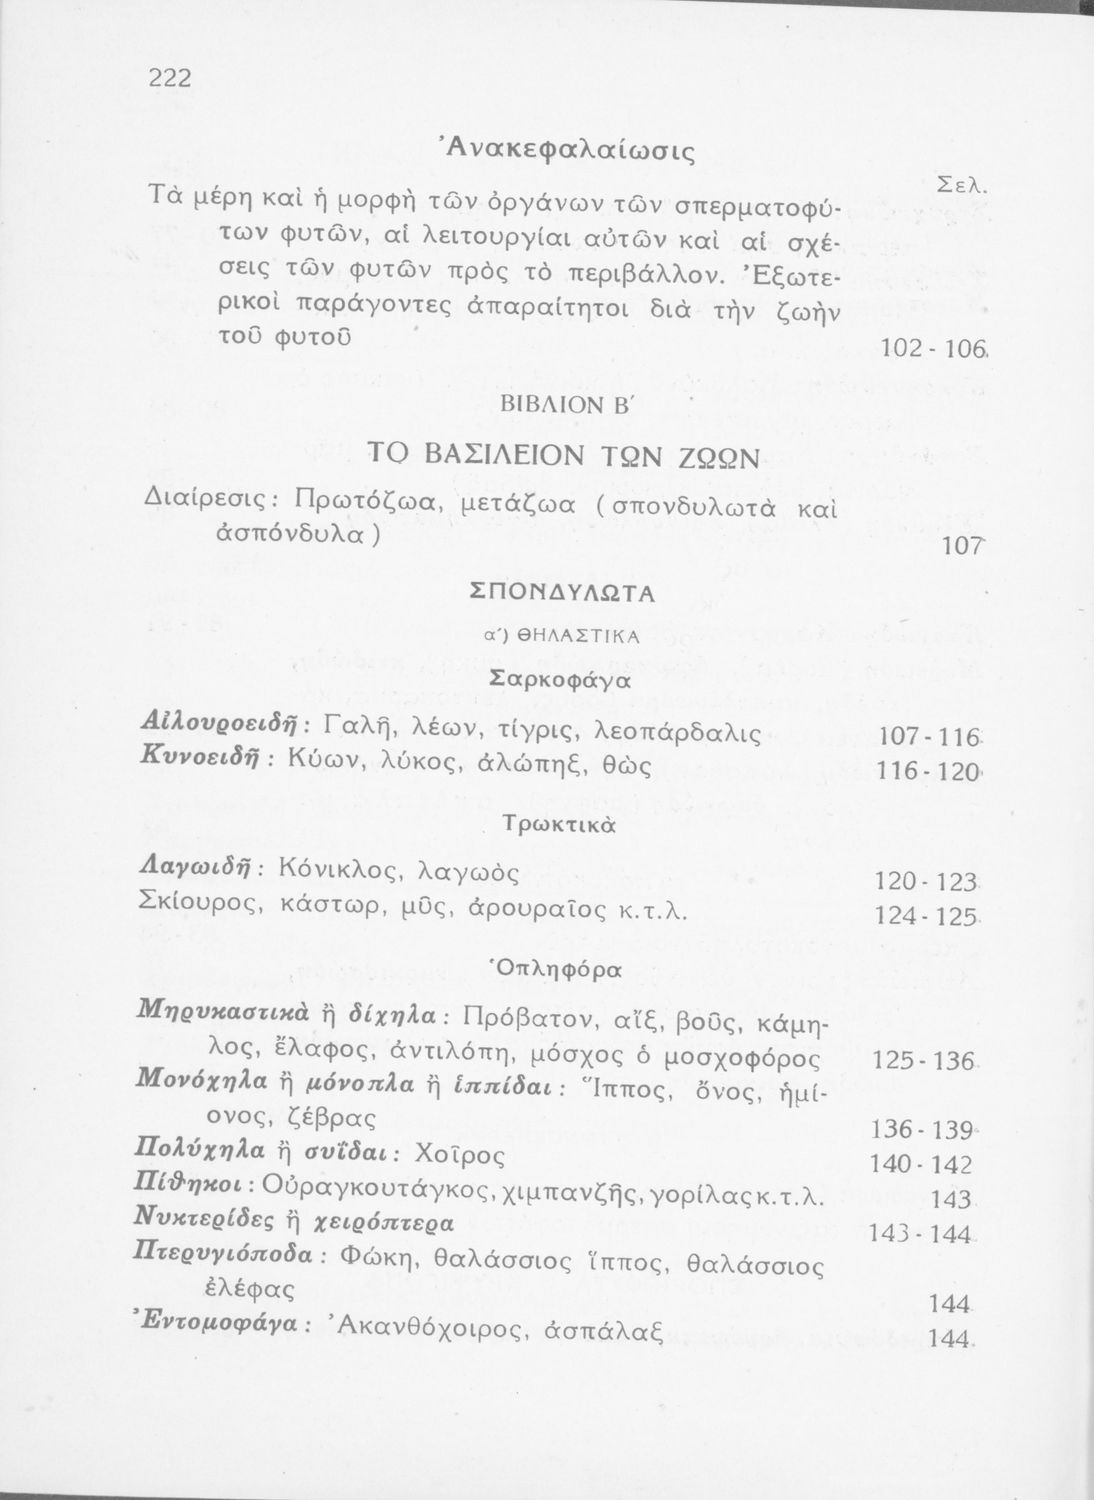 222
Ἀνακεφαλαίωσις
Σελ.
Τὰ μέρη καὶ ἡ μορφὴ τῶν ὀργάνων τῶν σπερματοφύ-
των φυτῶν, αἱ λειτουργίαι αὐτῶν καὶ αἱ σχέ-
σεις τῶν φυτῶν πρὸς τὸ περιβάλλον. Ἐξωτε-
ρικοὶ παράγοντες ἀπαραίτητοι διὰ τὴν ζωὴν
τοῦ φυτοῦ 102 - 106
ΒΙΒΛΙΟΝ Β′
ΤΟ ΒΑΣΙΛΕΙΟΝ ΤΩΝ ΖΩΩΝ
Διαίρεσις : Πρωτόζωα, μετάζωα ( σπονδυλωτὰ καὶ
ἀσπόνδυλα ) 107
ΣΠΟΝΔΥΛΩΤΑ
α′) ΘΗΛΑΣΤΙΚΑ
Σαρκοφάγα
Αἰλουροειδῆ : Γαλῆ, λέων, τίγρις, λεοπάρδαλις 107 - 116
Κυνοειδῆ : Κύων, λύκος, ἀλώπηξ, θὼς 116 - 120
Τρωκτικὰ
Λαγωιδῆ : Κόνικλος, λαγωὸς 120 - 123
Σκίουρος, κάστωρ, μῦς, ἀρουραῖος κ.τ.λ. 124 - 125
Ὁπληφόρα
Μηρυκαστικὰ ἢ δίχηλα : Πρόβατον, αἴξ, βοῦς, κάμη-
λος, ἔλαφος, ἀντιλόπη, μόσχος ὁ μοσχοφόρος 125 - 136
Μονόχηλα ἢ μόνοπλα ἢ ἱππίδαι : Ἵππος, ὄνος, ἡμί-
ονος, ζέβρας 136 - 139
Πολύχηλα ἢ συΐδαι : Χοῖρος 140 - 142
Πίθηκοι : Οὐραγκουτάγκος, χιμπανζῆς, γορίλας κ.τ.λ. 143
Νυκτερίδες ἢ χειρόπτερα 143 - 144
Πτερυγιόποδα : Φώκη, θαλάσσιος ἵππος, θαλάσσιος
ἐλέφας 144
Ἐντομοφάγα : Ἀκανθόχοιρος, ἀσπάλαξ 144